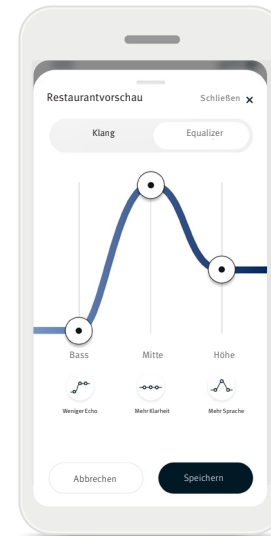 Restaurantvorschau
Schließen
Klang
Equalizer
Bass
Mitte
Höhe
Weniger Echo
Mehr Klarheit
Mehr Sprache
Abbrechen
Speichern